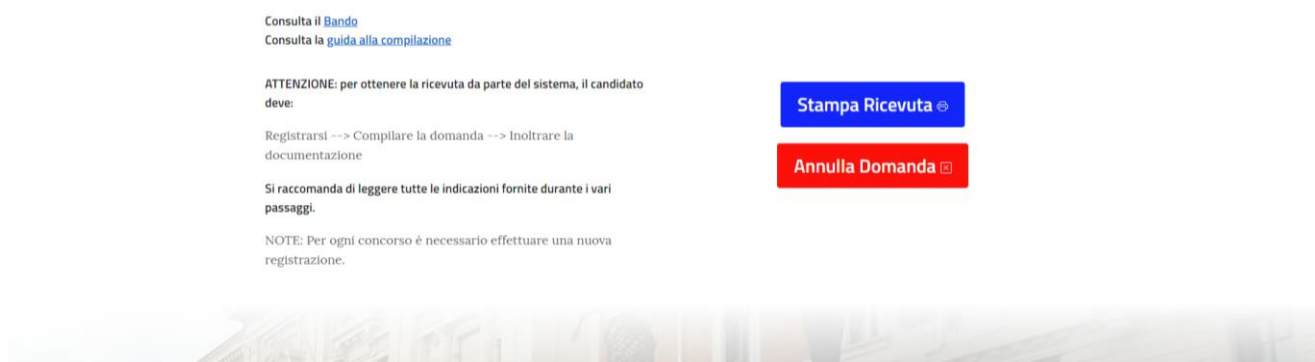 Consulta il Bando
Consulta la guida alla compilazione
ATTENZIONE: per ottenere la ricevuta da parte del sistema, il candidato
deve:
Registrarsi --> Compilare la domanda --> Inoltrare la
documentazione
Si raccomanda di leggere tutte le indicazioni fornite durante i vari
passaggi.
NOTE: Per ogni concorso è necessario effettuare una nuova
registrazione.
Stampa Ricevuta
Annulla Domanda